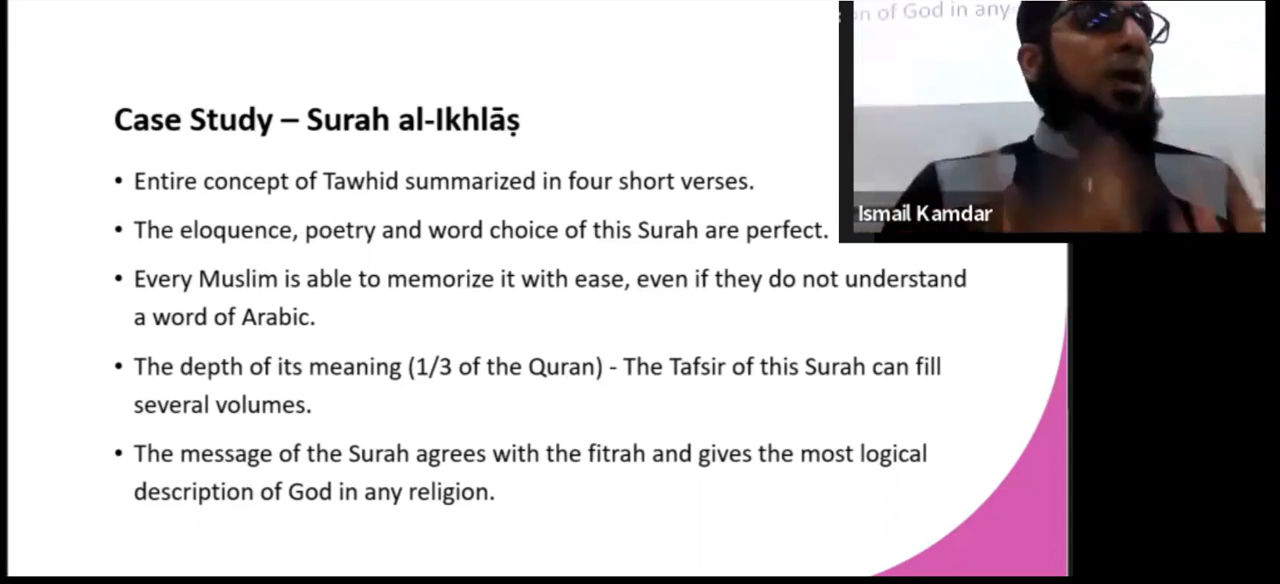 Case Study – Surah al-Ikhlāṣ
• Entire concept of Tawhid summarized in four short verses.
• The eloquence, poetry and word choice of this Surah are perfect.
• Every Muslim is able to memorize it with ease, even if they do not understand
a word of Arabic.
• The depth of its meaning (1/3 of the Quran) - The Tafsir of this Surah can fill
several volumes.
• The message of the Surah agrees with the fitrah and gives the most logical
description of God in any religion.
of God in any
Ismail Kamdar